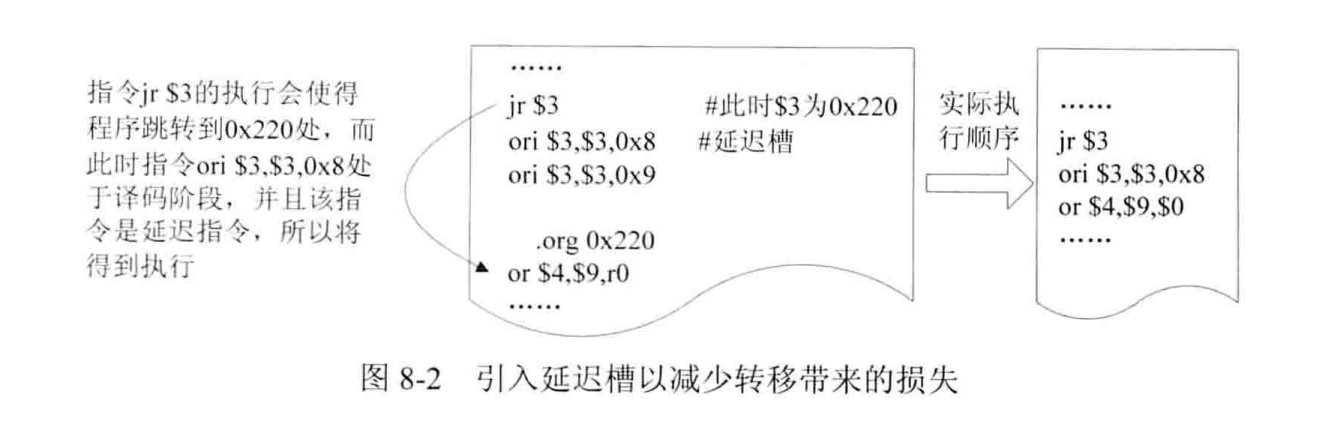 指令jr $3的执行会使得
程序跳转到0x220处，而
此时指令ori $3,$3,0x8处
于译码阶段，并且该指
令是延迟指令，所以将
得到执行
……
jr $3 #此时$3为0x220
ori $3,$3,0x8 #延迟槽
ori $3,$3,0x9
.org 0x220
or $4,$9,r0
……
实际执
行顺序
……
jr $3
ori $3,$3,0x8
or $4,$9,$0
……
图 8-2 引入延迟槽以减少转移带来的损失